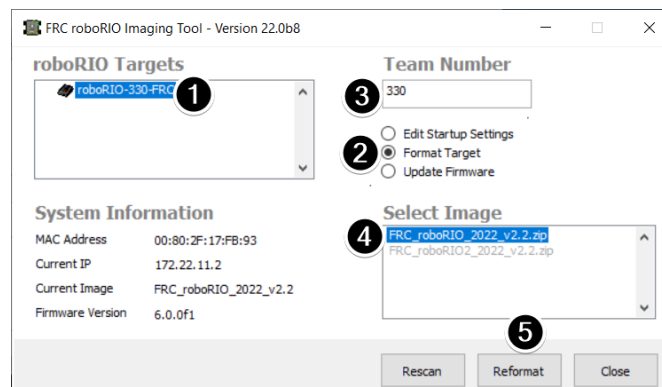 FRC roboRIO Imaging Tool - Version 22.0b8
roboRIO Targets
roboRIO-330-FRC
1
Team Number
3
330
Edit Startup Settings
2
Format Target
Update Firmware
System Information
MAC Address 00:80:2F:17:FB:93
Current IP 172.22.11.2
Current Image FRC_roboRIO_2022_v2.2
Firmware Version 6.0.0f1
Select Image
4
FRC_roboRIO_2022_v2.2.zip
FRC_roboRIO2_2022_v2.2.zip
5
Rescan
Reformat
Close